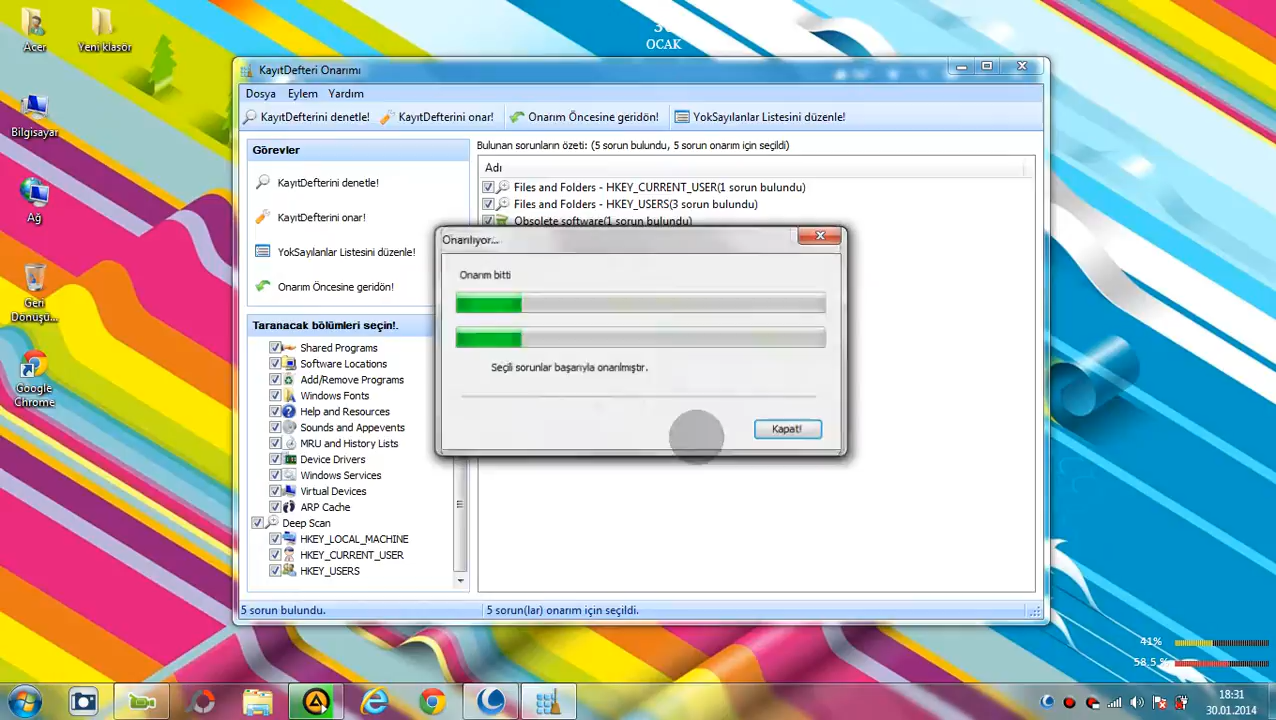 Acer
Yeni klasör
OCAK
Bilgisayar
Ağ
Geri
Dönüşü...
Google
Chrome
KayıtDefteri Onarımı
Dosya Eylem Yardım
KayıtDefterini denetle! KayıtDefterini onar! Onarım Öncesine geridön! YokSayılanlar Listesini düzenle!
Görevler
KayıtDefterini denetle!
KayıtDefterini onar!
YokSayılanlar Listesini düzenle!
Onarım Öncesine geridön!
Taranacak bölümleri seçin!.
Shared Programs
Software Locations
Add/Remove Programs
Windows Fonts
Help and Resources
Sounds and Appevents
MRU and History Lists
Device Drivers
Windows Services
Virtual Devices
ARP Cache
Deep Scan
HKEY_LOCAL_MACHINE
HKEY_CURRENT_USER
HKEY_USERS
Bulunan sorunların özeti: (5 sorun bulundu, 5 sorun onarım için seçildi)
Adı
Files and Folders - HKEY_CURRENT_USER(1 sorun bulundu)
Files and Folders - HKEY_USERS(3 sorun bulundu)
Obsolete software(1 sorun bulundu)
Onarılıyor...
Onarım bitti
Seçili sorunlar başarıyla onarılmıştır.
Kapat!
5 sorun bulundu.
5 sorun(lar) onarım için seçildi.
41%
58,5 %
18:31
30.01.2014